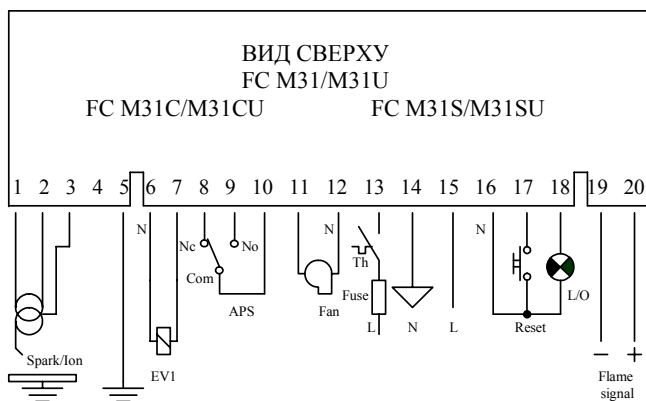 ВИД СВЕРХУ
FC M31/M31U
FC M31C/M31CU FC M31S/M31SU
1 2 3 4 5 6 7 8 9 10 11 12 13 14 15 16 17 18 19 20
N N N
Nc No
Th
Com
L/O
Fuse
APS Fan L N L Reset
Spark/Ion
EV1
− +
Flame
signal